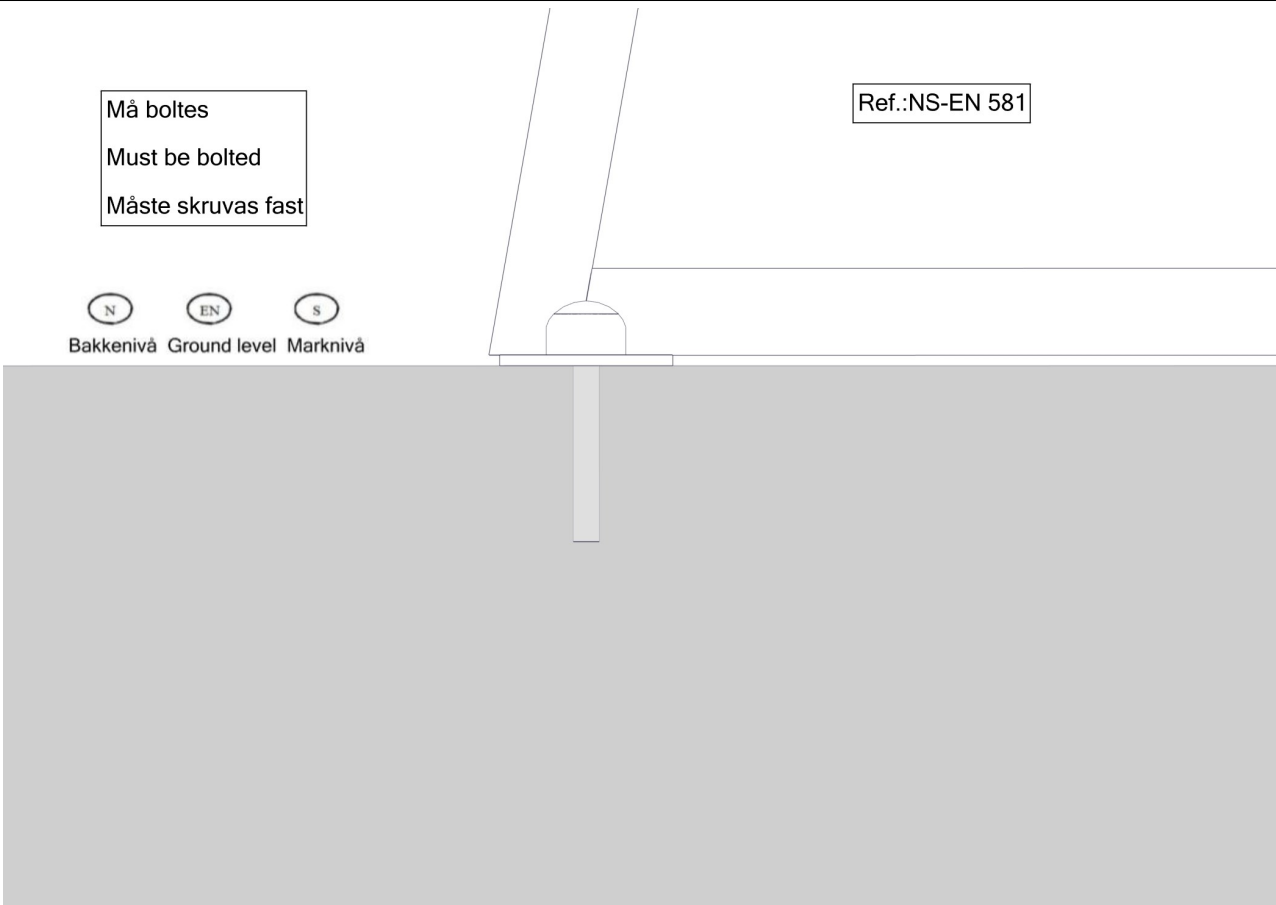 Må boltes
Must be bolted
Måste skruvas fast
Ref.:NS-EN 581
N EN S
Bakkenivå Ground level Marknivå